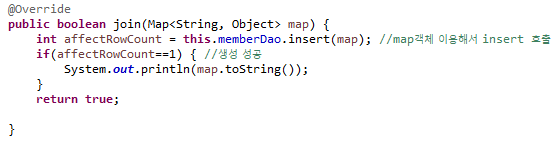 @Override
public boolean join(Map<String, Object> map) {
    int affectRowCount = this.memberDao.insert(map); //map객체 이용해서 insert 호출
    if(affectRowCount==1) { //생성 성공
        System.out.println(map.toString());
    }
    return true;
}